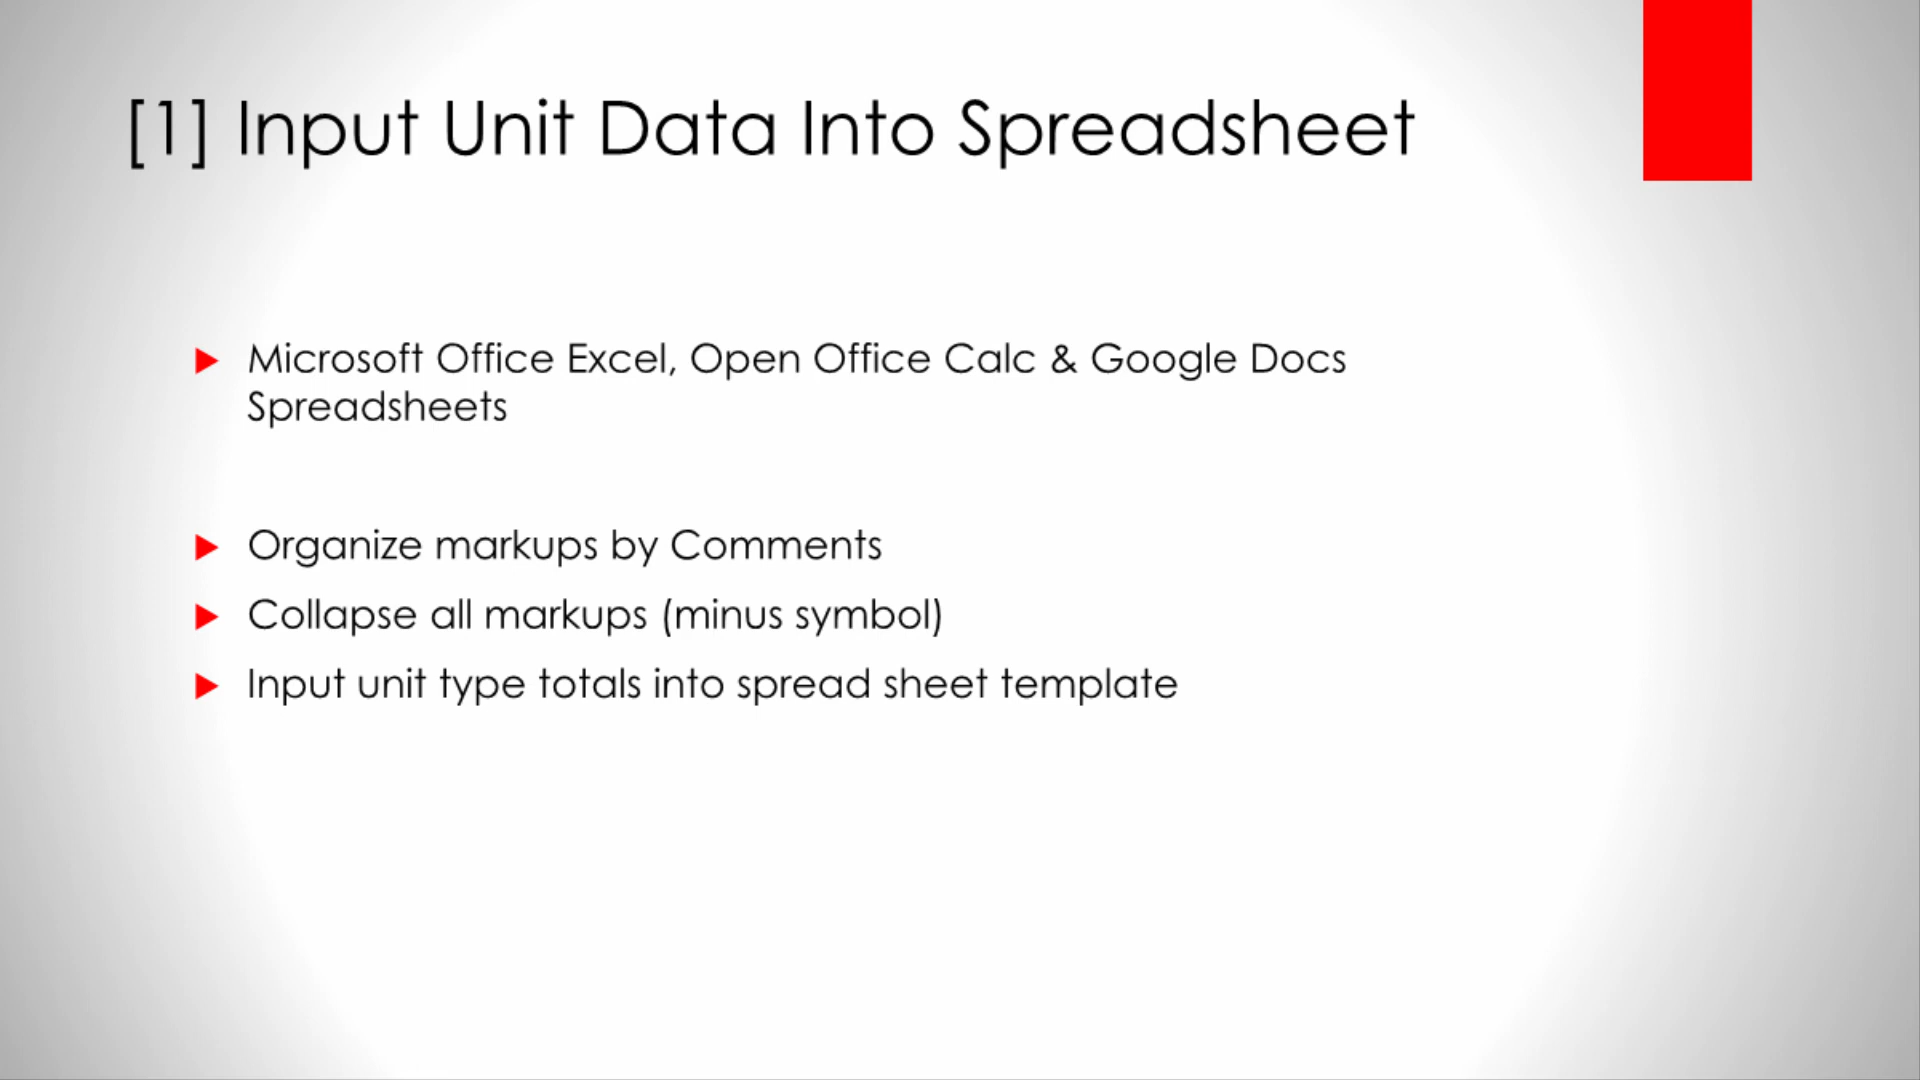 [1] Input Unit Data Into Spreadsheet
Microsoft Office Excel, Open Office Calc & Google Docs
Spreadsheets
Organize markups by Comments
Collapse all markups (minus symbol)
Input unit type totals into spread sheet template